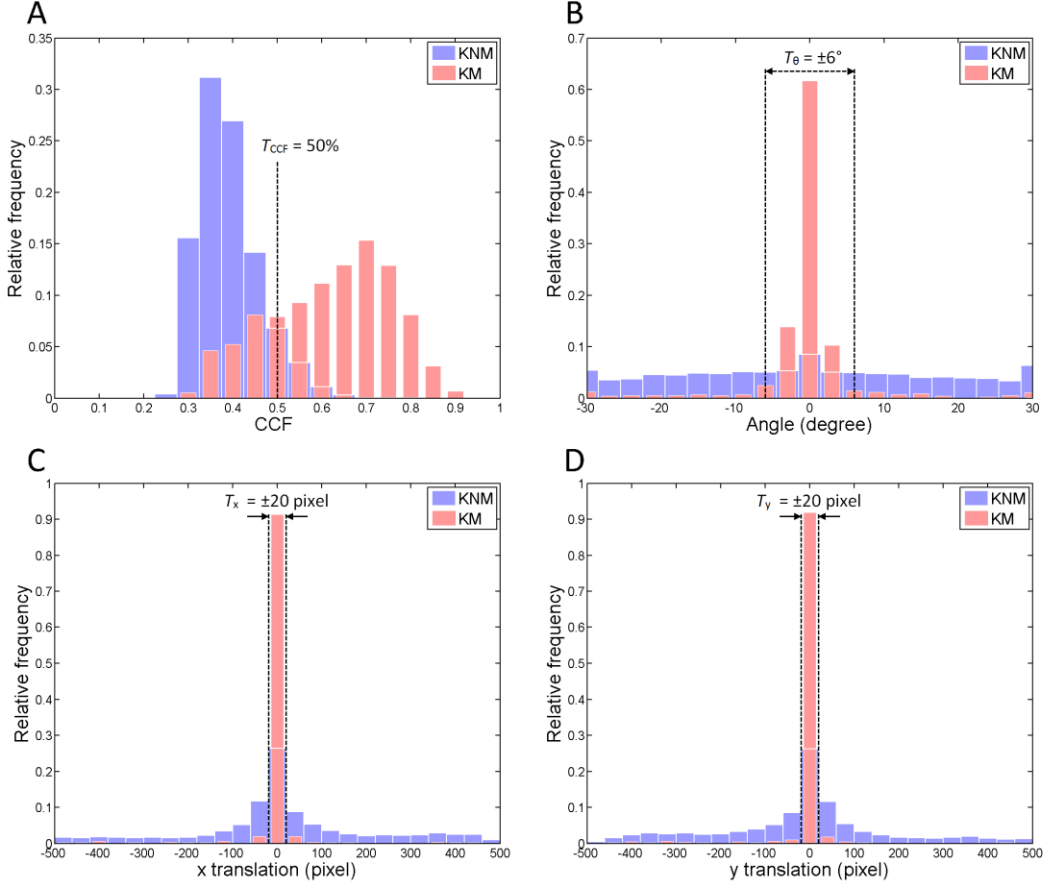 A
KNM
KM
T_CCF = 50%
0.35
0.3
0.25
0.2
0.15
0.1
0.05
0
Relative frequency
0 0.1 0.2 0.3 0.4 0.5 0.6 0.7 0.8 0.9 1
CCF
B
KNM
KM
T_θ = ±6°
0.7
0.6
0.5
0.4
0.3
0.2
0.1
0
Relative frequency
-30 -20 -10 0 10 20 30
Angle (degree)
C
KNM
KM
T_x = ±20 pixel
1
0.9
0.8
0.7
0.6
0.5
0.4
0.3
0.2
0.1
0
Relative frequency
-500 -400 -300 -200 -100 0 100 200 300 400 500
x translation (pixel)
D
KNM
KM
T_y = ±20 pixel
1
0.9
0.8
0.7
0.6
0.5
0.4
0.3
0.2
0.1
0
Relative frequency
-500 -400 -300 -200 -100 0 100 200 300 400 500
y translation (pixel)